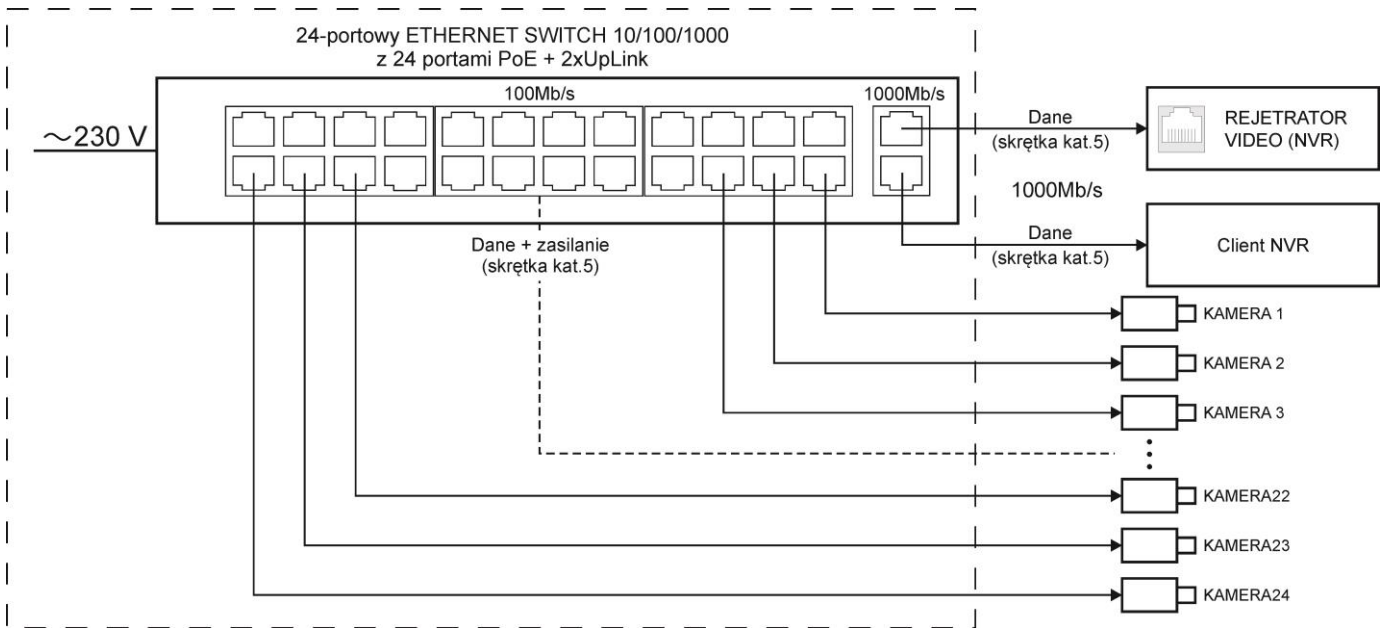 24-portowy ETHERNET SWITCH 10/100/1000
z 24 portami PoE + 2xUpLink
100Mb/s
1000Mb/s
~230 V
Dane
(skrętka kat.5)
REJETRATOR
VIDEO (NVR)
1000Mb/s
Dane
(skrętka kat.5)
Client NVR
Dane + zasilanie
(skrętka kat.5)
KAMERA 1
KAMERA 2
KAMERA 3
KAMERA22
KAMERA23
KAMERA24